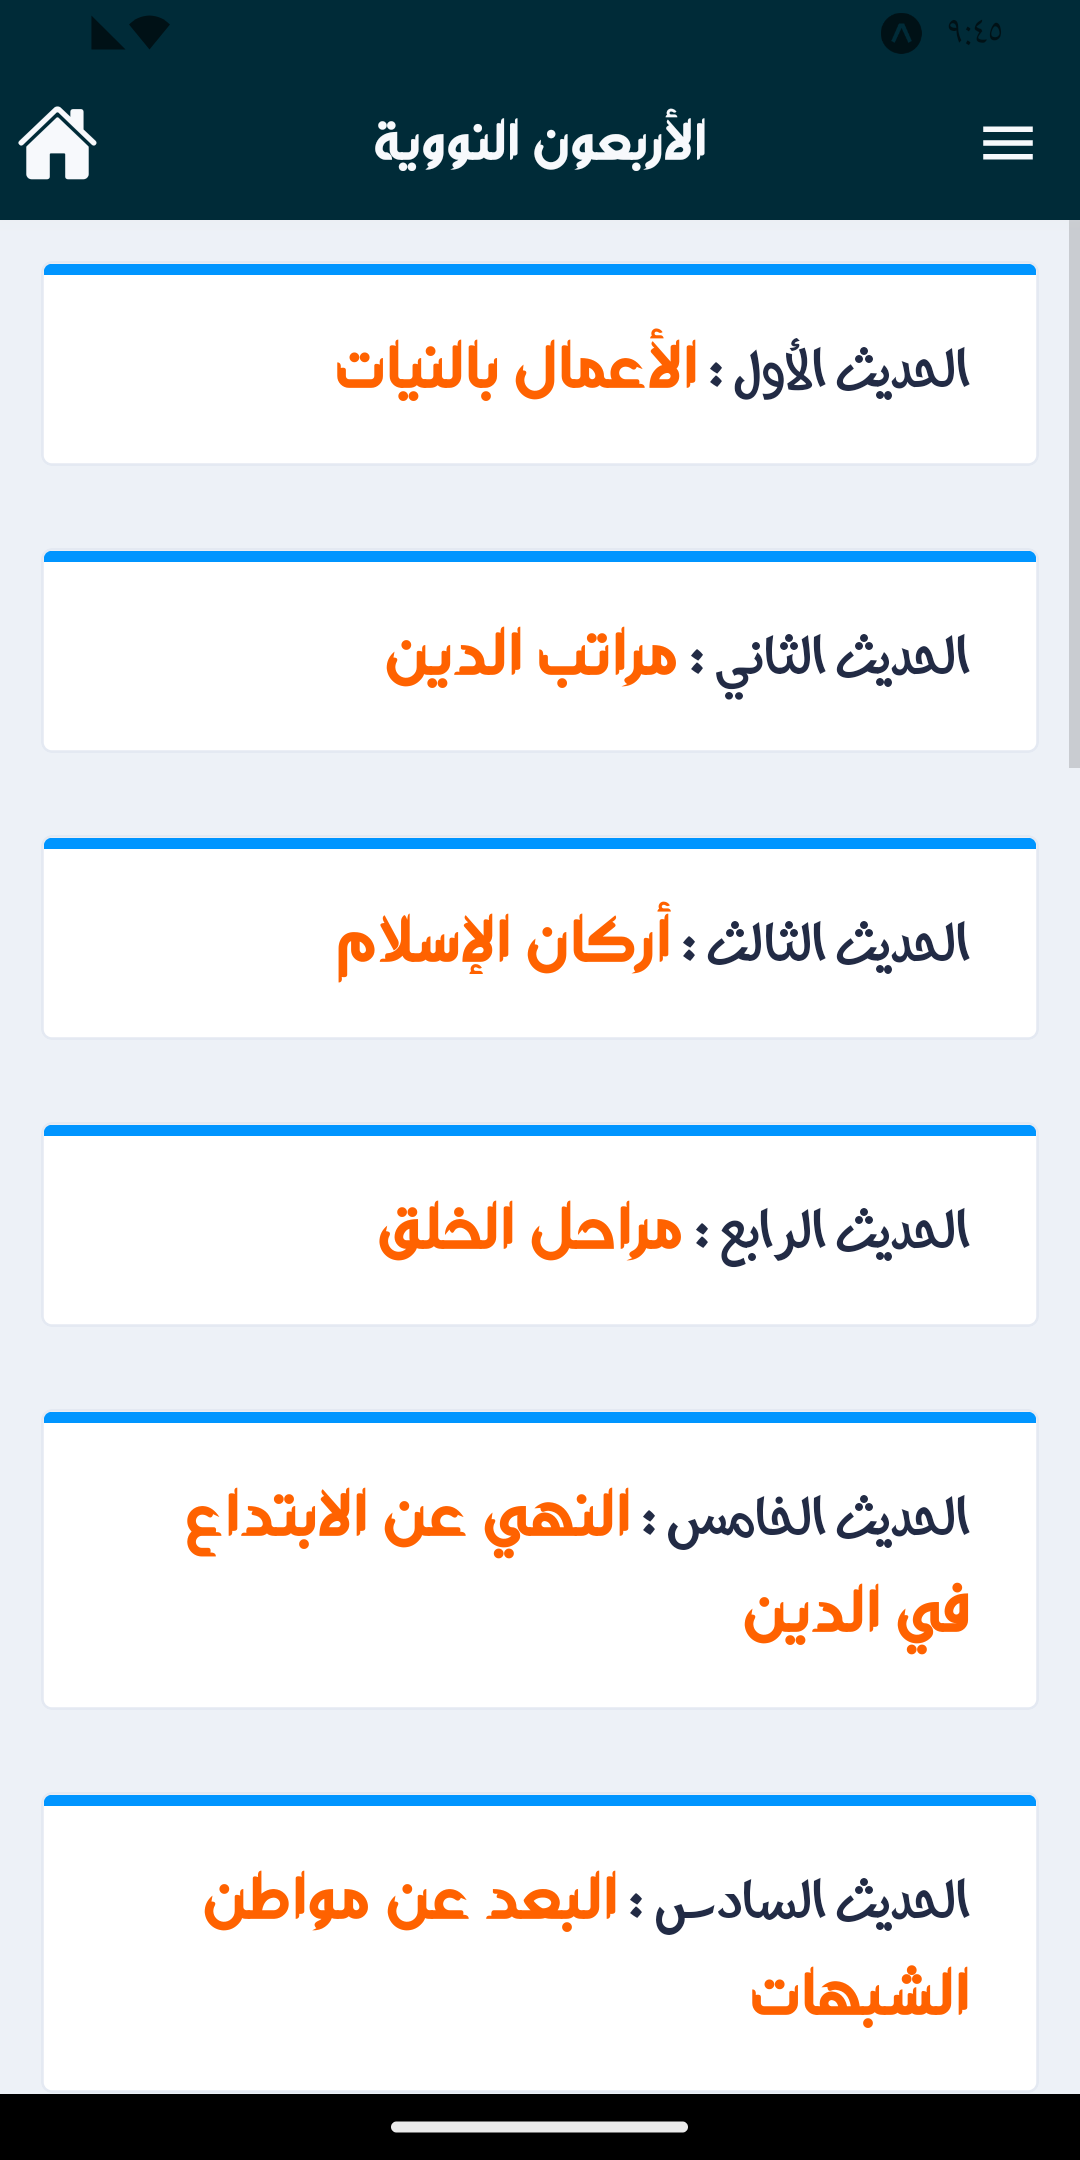 ٩:٤٥
الأربعون النووية
الحديث الأول : الأعمال بالنيات
الحديث الثاني : مراتب الدين
الحديث الثالث : أركان الإسلام
الحديث الرابع : مراحل الخلق
الحديث الخامس : النهي عن الابتداع
في الدين
الحديث السادس : البعد عن مواطن
الشبهات